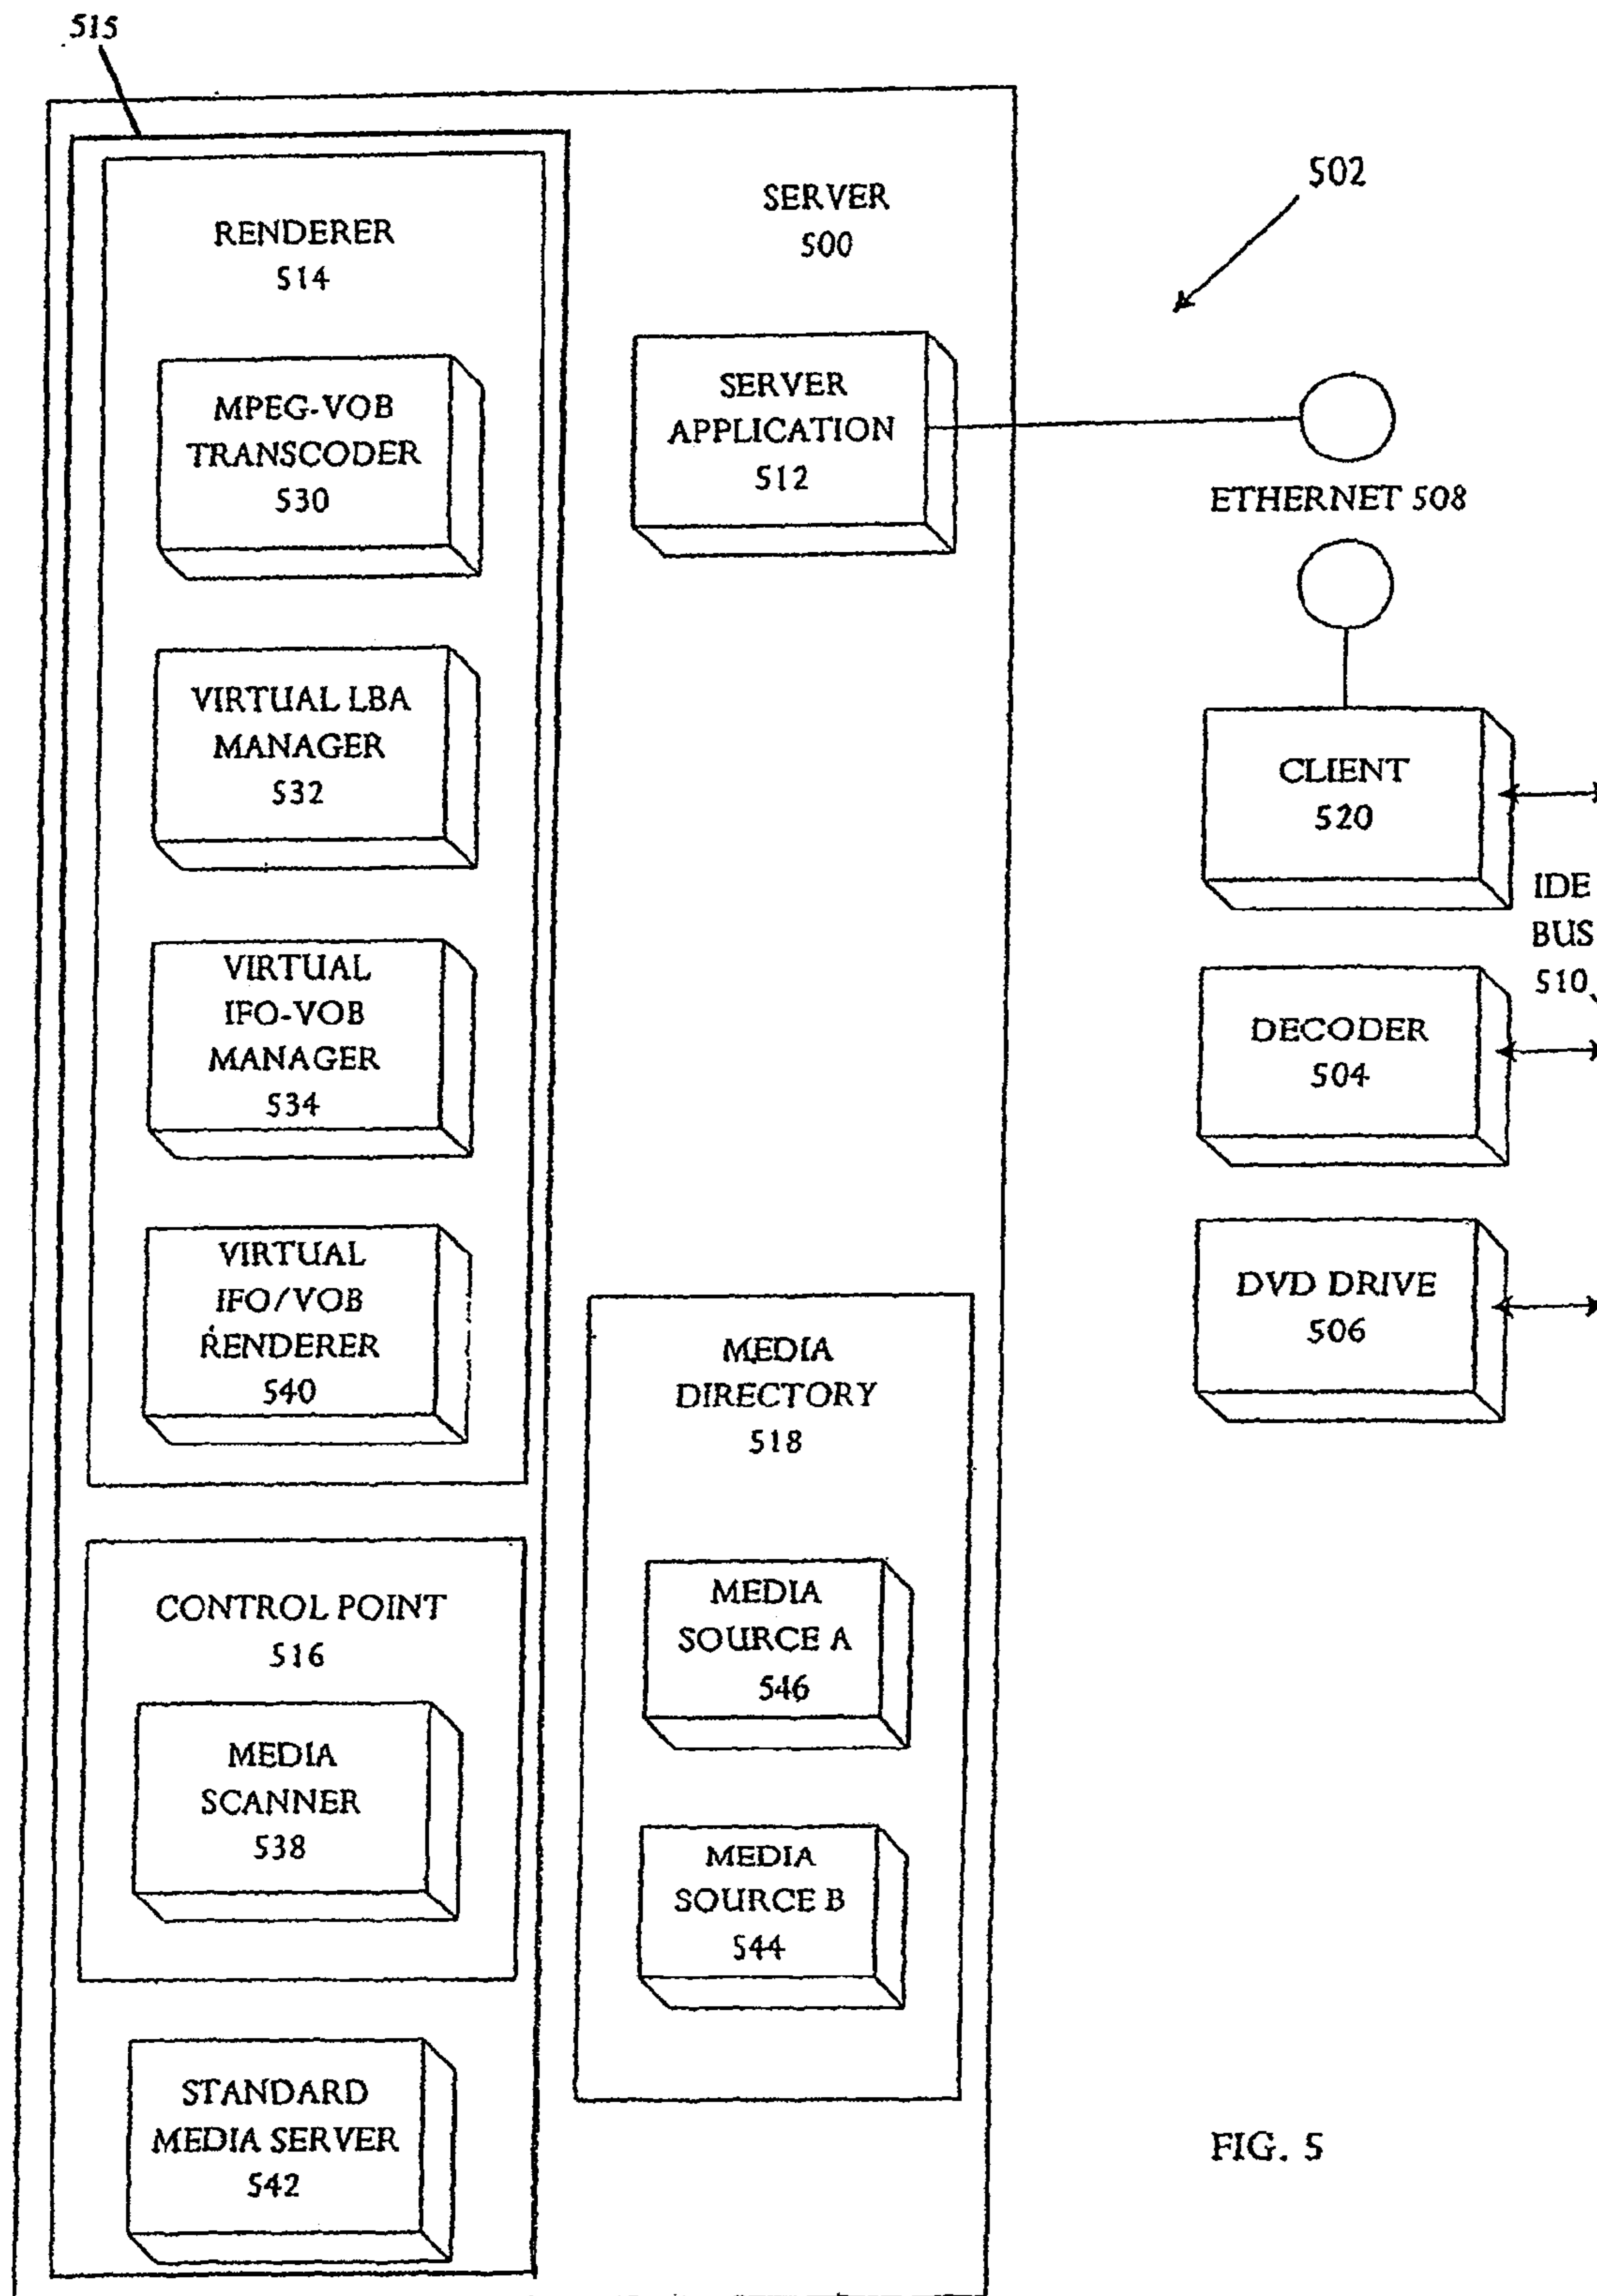 515
RENDERER
514
MPEG-VOB
TRANSCODER
530
VIRTUAL LBA
MANAGER
532
VIRTUAL
IFO-VOB
MANAGER
534
VIRTUAL
IFO/VOB
RENDERER
540
CONTROL POINT
516
MEDIA
SCANNER
538
STANDARD
MEDIA SERVER
542
SERVER
500
SERVER
APPLICATION
512
MEDIA
DIRECTORY
518
MEDIA
SOURCE A
546
MEDIA
SOURCE B
544
502
ETHERNET 508
CLIENT
520
IDE
BUS
510
DECODER
504
DVD DRIVE
506
FIG. 5